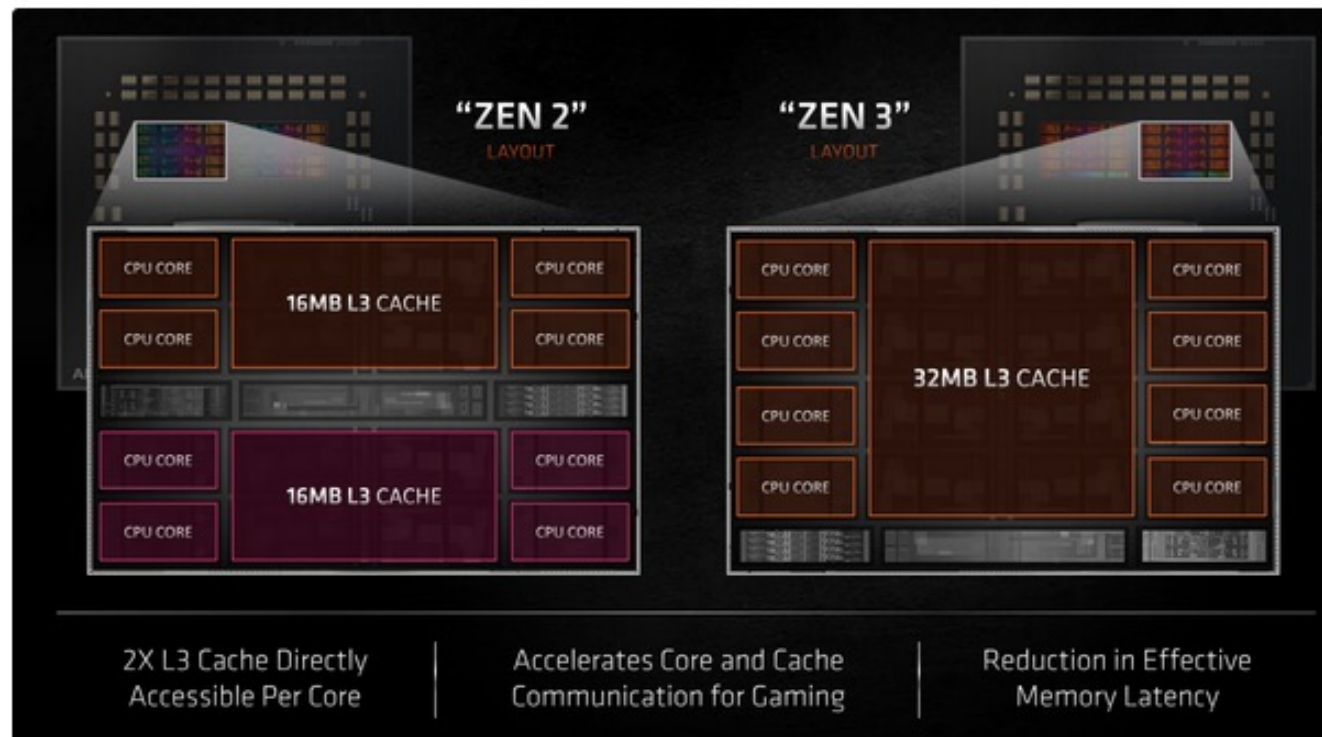 “ZEN 2”
LAYOUT
“ZEN 3”
LAYOUT
CPU CORE
CPU CORE
16MB L3 CACHE
CPU CORE
CPU CORE
CPU CORE
CPU CORE
16MB L3 CACHE
CPU CORE
CPU CORE
CPU CORE
CPU CORE
CPU CORE
CPU CORE
32MB L3 CACHE
CPU CORE
CPU CORE
CPU CORE
CPU CORE
2X L3 Cache Directly
Accessible Per Core
Accelerates Core and Cache
Communication for Gaming
Reduction in Effective
Memory Latency